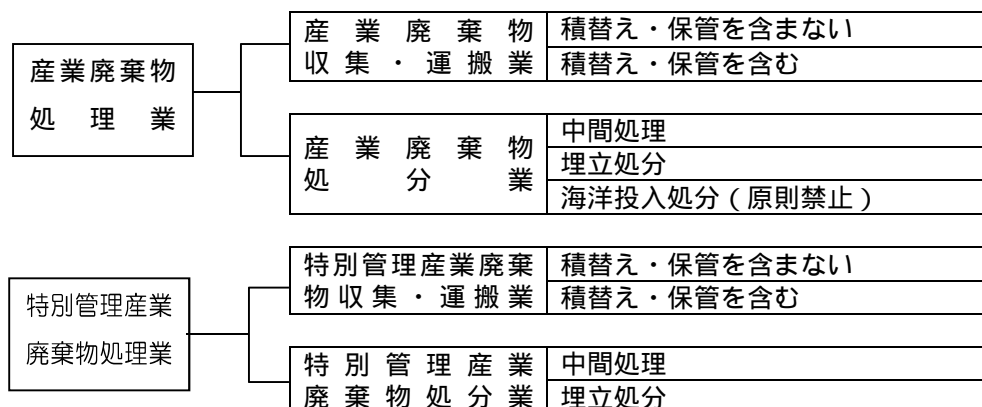 産業廃棄物
処理業
産業廃棄物
収集・運搬業
積替え・保管を含まない
積替え・保管を含む
産業廃棄物
処分業
中間処理
埋立処分
海洋投入処分(原則禁止)
特別管理産業
廃棄物処理業
特別管理産業廃棄
物収集・運搬業
積替え・保管を含まない
積替え・保管を含む
特別管理産業
廃棄物処分業
中間処理
埋立処分